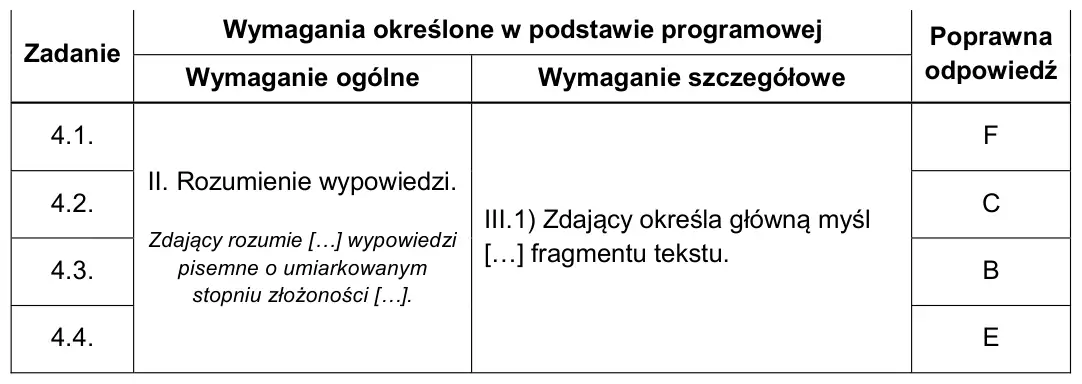 Zadanie
Wymagania określone w podstawie programowej
Poprawna
odpowiedź
Wymaganie ogólne
Wymaganie szczegółowe
4.1.
F
II. Rozumienie wypowiedzi.
4.2.
C
Zdający rozumie […] wypowiedzi
pisemne o umiarkowanym
stopniu złożoności […].
III.1) Zdający określa główną myśl
[…] fragmentu tekstu.
4.3.
B
4.4.
E